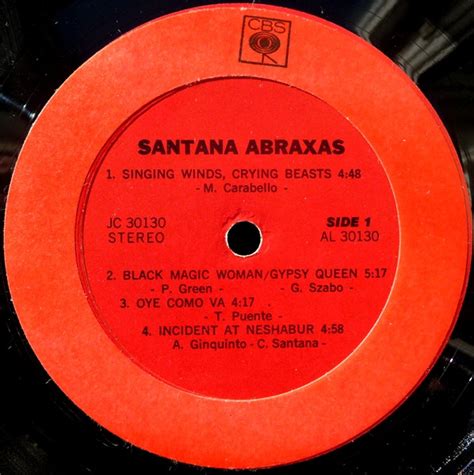 CBS
SANTANA ABRAXAS
1. SINGING WINDS, CRYING BEASTS 4:48
- M. Carabello -
JC 30130 SIDE 1
STEREO AL 30130
2. BLACK MAGIC WOMAN/GYPSY QUEEN 5:17
- P. Green - - G. Szabo -
3. OYE COMO VA 4:17
- T. Puente -
4. INCIDENT AT NESHABUR 4:58
A. Ginquinto - C. Santana -